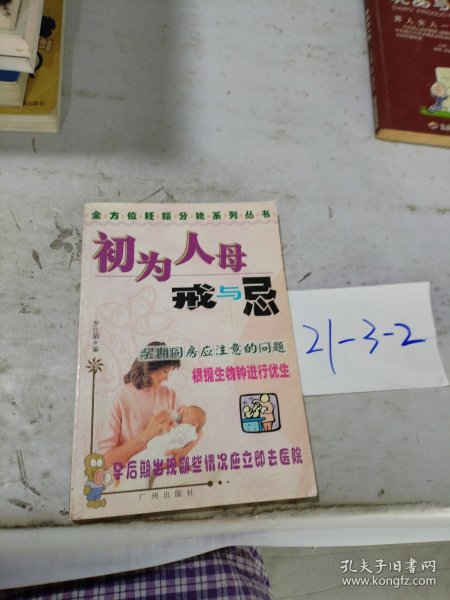 全方位妊娠分娩系列丛书
初为人母
戒与忌
孕期同房应注意的问题
根据生物钟进行优生
孕后期出现哪些情况应立即去医院
广州出版社
21-3-2
孔夫子旧书网
www.kongfz.com